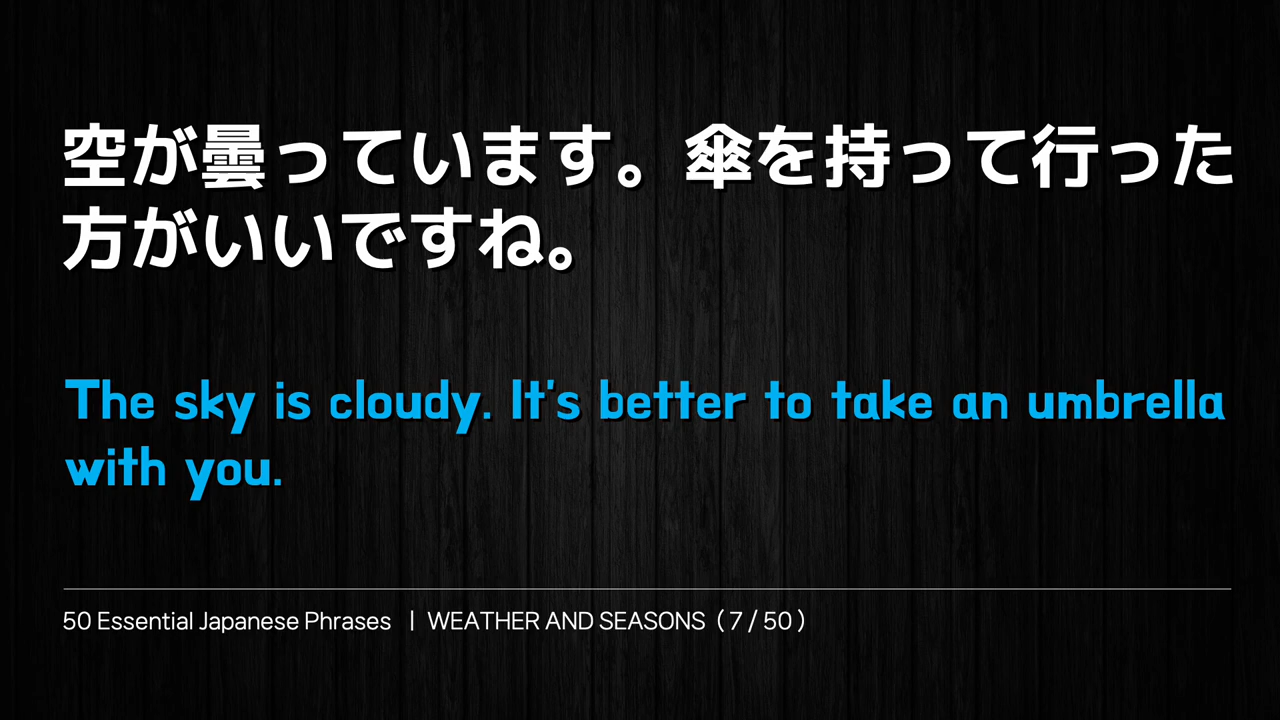 空が曇っています。傘を持って行った
方がいいですね。
The sky is cloudy. It's better to take an umbrella
with you.
50 Essential Japanese Phrases | WEATHER AND SEASONS ( 7 / 50 )